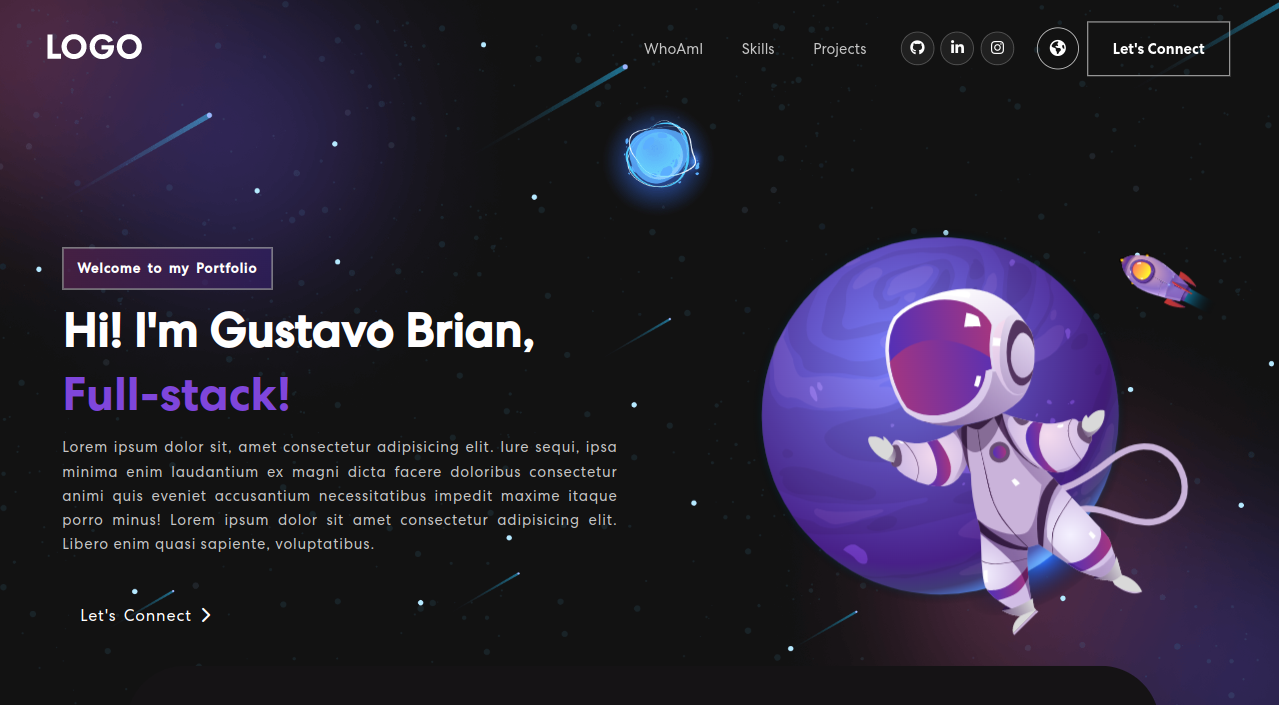 LOGO
WhoAmI
Skills
Projects
Let's Connect
Welcome to my Portfolio
Hi! I'm Gustavo Brian,
Full-stack!
Lorem ipsum dolor sit, amet consectetur adipisicing elit. Iure sequi, ipsa
minima enim laudantium ex magni dicta facere doloribus consectetur
animi quis eveniet accusantium necessitatibus impedit maxime itaque
porro minus! Lorem ipsum dolor sit amet consectetur adipisicing elit.
Libero enim quasi sapiente, voluptatibus.
Let's Connect